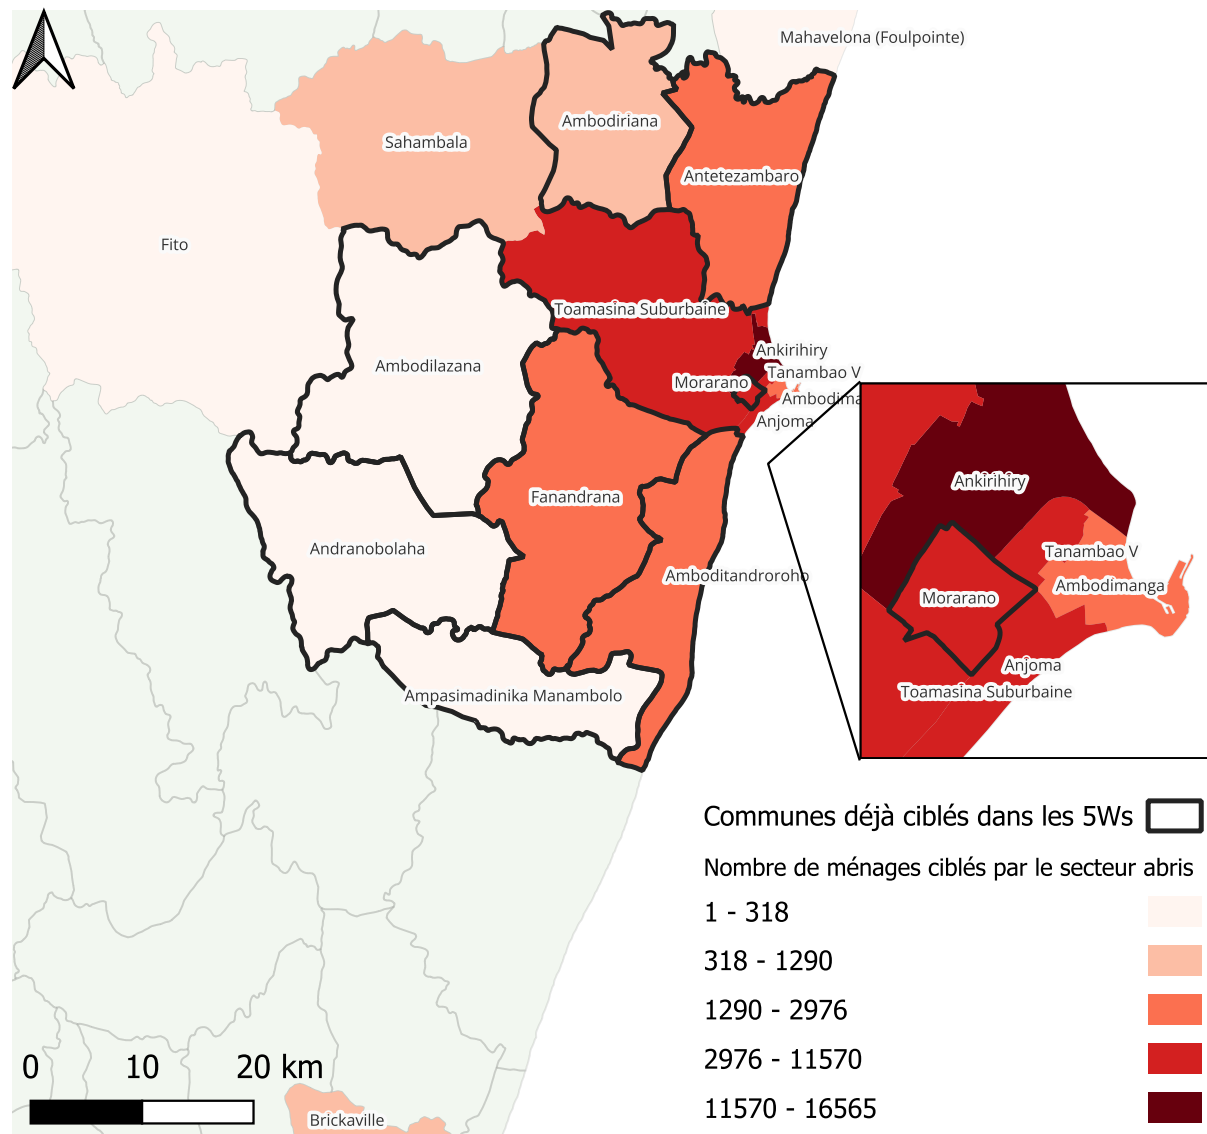 Mahavelona (Foulpointe)
Ambodiriana
Sahambala
Antetezambaro
Fito
Toamasina Suburbaine
Ankirihiry
Ambodilazana
Tanambao V
Morarano
Ambodima
Anjoma
Ankirihiry
Fanandrana
Andranobolaha
Tanambao V
Amboditandroroho
Ambodimanga
Morarano
Anjoma
Toamasina Suburbaine
Ampasimadinika Manambolo
Communes déjà ciblés dans les 5Ws
Nombre de ménages ciblés par le secteur abris
1 - 318
318 - 1290
1290 - 2976
2976 - 11570
11570 - 16565
0 10 20 km
Brickaville